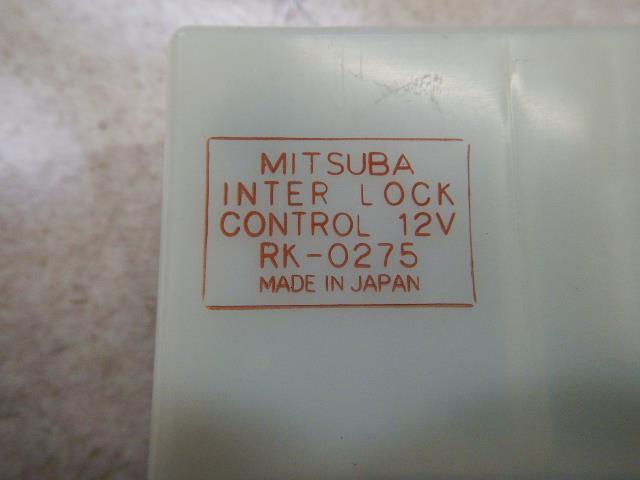 MITSUBA
INTER LOCK
CONTROL 12V
RK-0275
MADE IN JAPAN